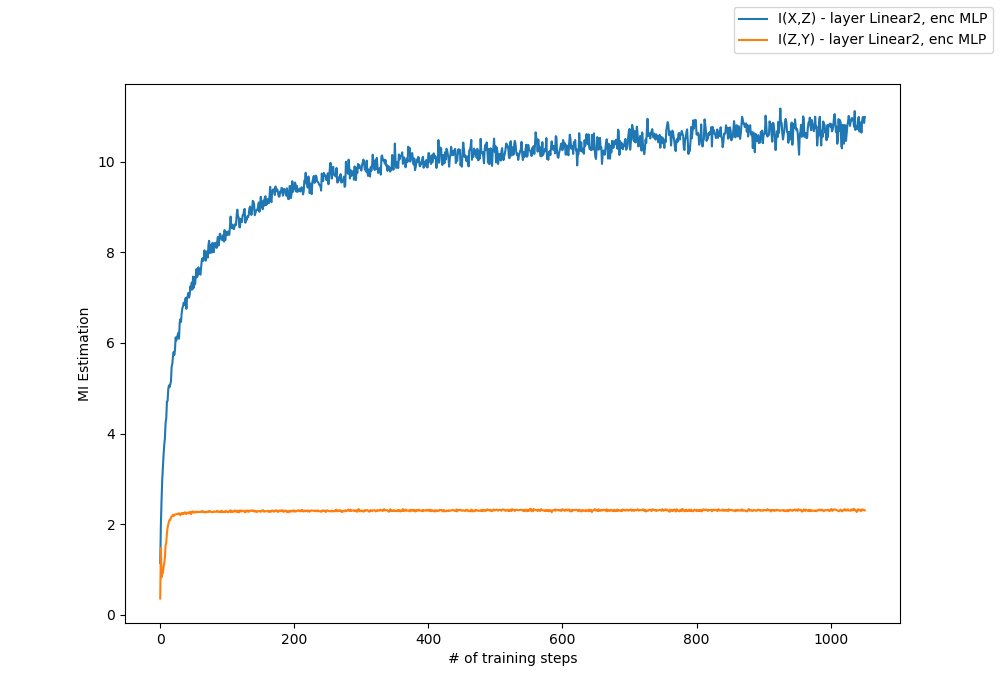 I(X,Z) - layer Linear2, enc MLP
I(Z,Y) - layer Linear2, enc MLP
10
8
6
4
2
0
MI Estimation
0 200 400 600 800 1000
# of training steps